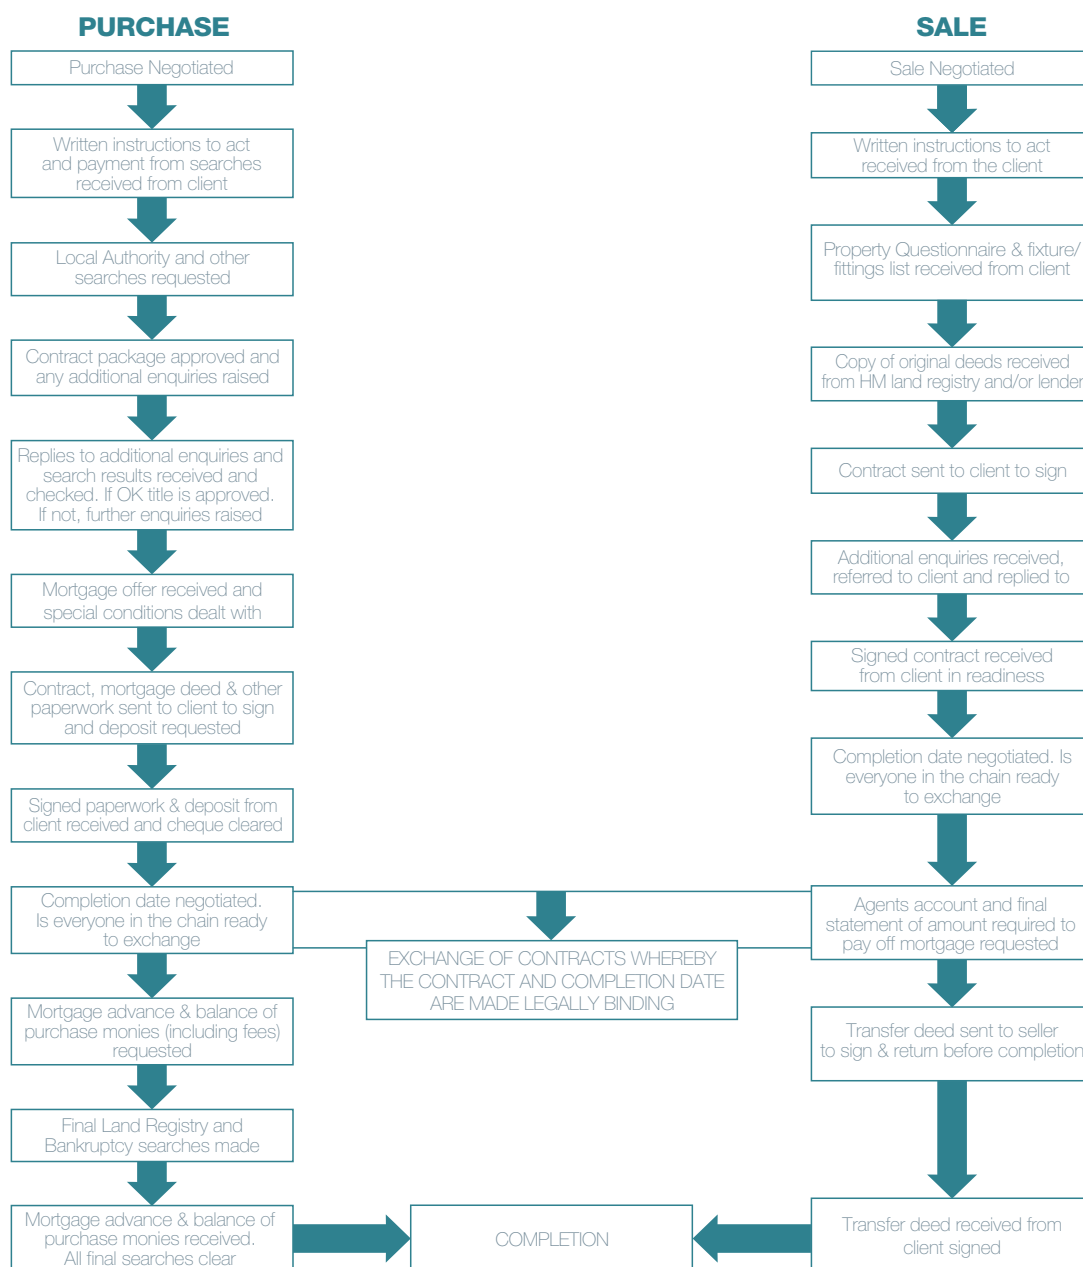 PURCHASE
Purchase Negotiated
Written instructions to act
and payment from searches
received from client
Local Authority and other
searches requested
Contract package approved and
any additional enquiries raised
Replies to additional enquiries and
search results received and
checked. If OK title is approved.
If not, further enquiries raised
Mortgage offer received and
special conditions dealt with
Contract, mortgage deed & other
paperwork sent to client to sign
and deposit requested
Signed paperwork & deposit from
client received and cheque cleared
Completion date negotiated.
Is everyone in the chain ready
to exchange
Mortgage advance & balance of
purchase monies (including fees)
requested
Final Land Registry and
Bankruptcy searches made
Mortgage advance & balance of
purchase monies received.
All final searches clear
SALE
Sale Negotiated
Written instructions to act
received from the client
Property Questionnaire & fixture/
fittings list received from client
Copy of original deeds received
from HM land registry and/or lender
Contract sent to client to sign
Additional enquiries received,
referred to client and replied to
Signed contract received
from client in readiness
Completion date negotiated. Is
everyone in the chain ready
to exchange
Agents account and final
statement of amount required to
pay off mortgage requested
Transfer deed sent to seller
to sign & return before completion
Transfer deed received from
client signed
EXCHANGE OF CONTRACTS WHEREBY
THE CONTRACT AND COMPLETION DATE
ARE MADE LEGALLY BINDING
COMPLETION